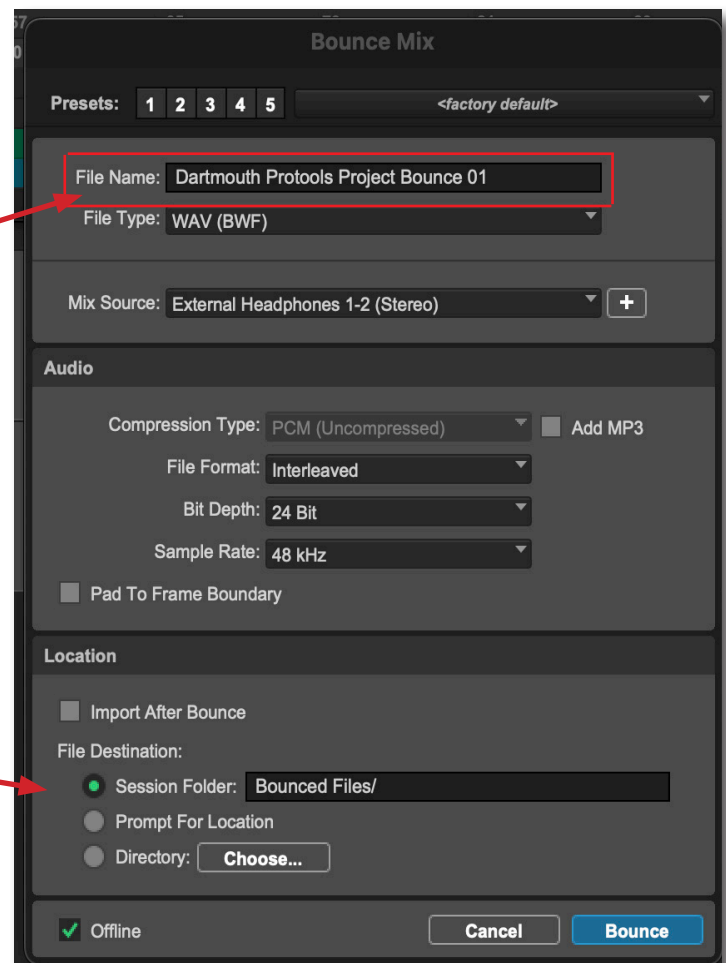 Bounce Mix
Presets: 1 2 3 4 5 <factory default>
File Name: Dartmouth Protools Project Bounce 01
File Type: WAV (BWF)
Mix Source: External Headphones 1-2 (Stereo) +
Audio
Compression Type: PCM (Uncompressed) Add MP3
File Format: Interleaved
Bit Depth: 24 Bit
Sample Rate: 48 kHz
Pad To Frame Boundary
Location
Import After Bounce
File Destination:
Session Folder: Bounced Files/
Prompt For Location
Directory: Choose...
Offline Cancel Bounce